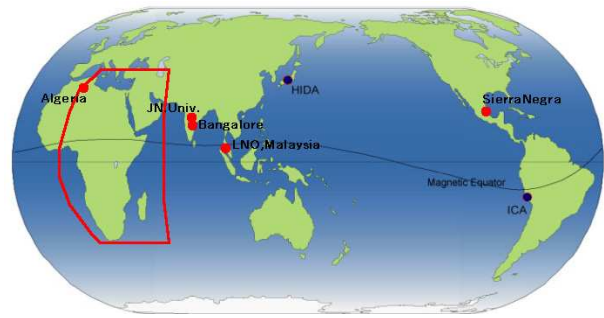 HIDA
Algeria
JN.Univ.
Bangalore
SierraNegra
LNO,Malaysia
Magnetic Equator
ICA